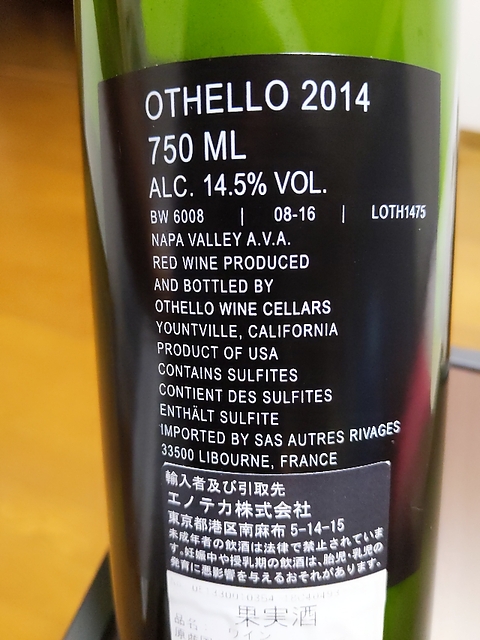 OTHELLO 2014
750 ML
ALC. 14.5% VOL.
BW 6008 | 08-16 | LOTH1475
NAPA VALLEY A.V.A.
RED WINE PRODUCED
AND BOTTLED BY
OTHELLO WINE CELLARS
YOUNTVILLE, CALIFORNIA
PRODUCT OF USA
CONTAINS SULFITES
CONTIENT DES SULFITES
ENTHÄLT SULFITE
IMPORTED BY SAS AUTRES RIVAGES
33500 LIBOURNE, FRANCE
輸入者及び引取先
エノテカ株式会社
東京都港区南麻布 5-14-15
未成年者の飲酒は法律で禁止されていま
す。妊娠中や授乳期の飲酒は、胎児・乳児の
発育に悪影響を与えるおそれがあります。
品名: 果実酒
ワイン